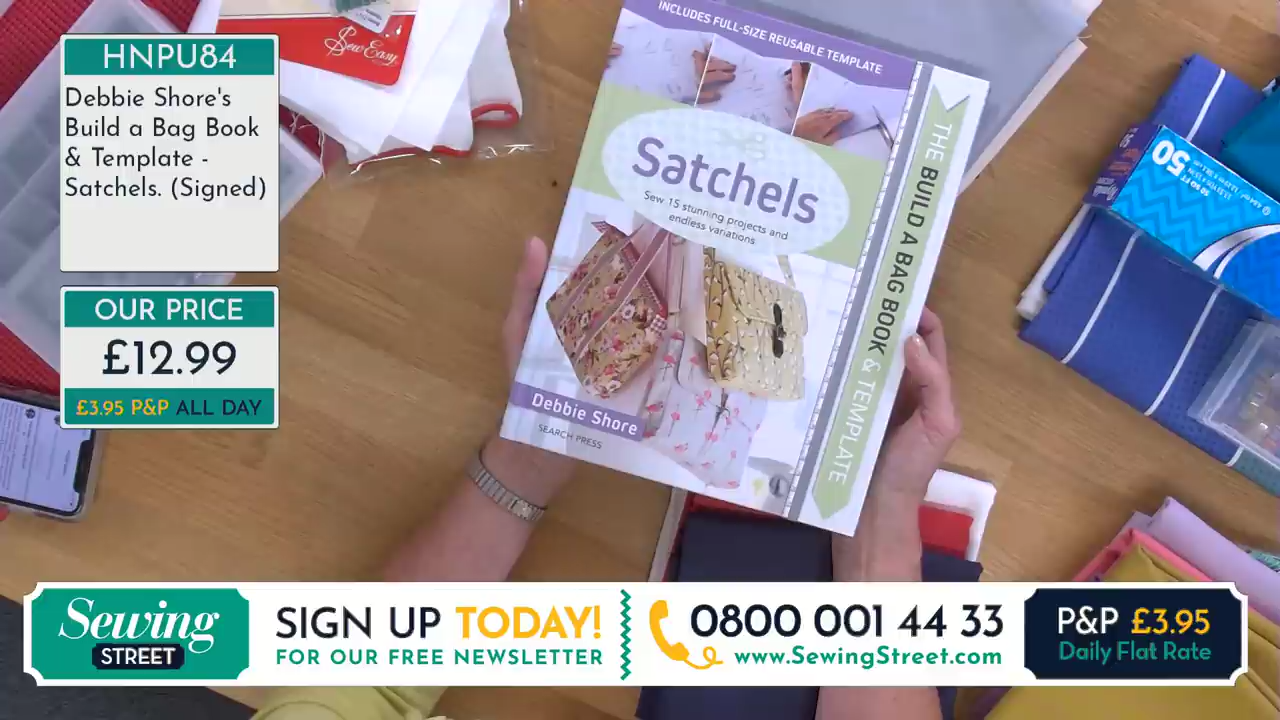 HNPU84
Debbie Shore's
Build a Bag Book
& Template -
Satchels. (Signed)
OUR PRICE
£12.99
£3.95 P&P ALL DAY
Sew Easy
INCLUDES FULL-SIZE REUSABLE TEMPLATE
Satchels
Sew 15 stunning projects and
endless variations
Debbie Shore
SEARCH PRESS
THE BUILD A BAG BOOK & TEMPLATE
50
50 SQ FT
Sewing
STREET
SIGN UP TODAY!
FOR OUR FREE NEWSLETTER
0800 001 44 33
www.SewingStreet.com
P&P £3.95
Daily Flat Rate